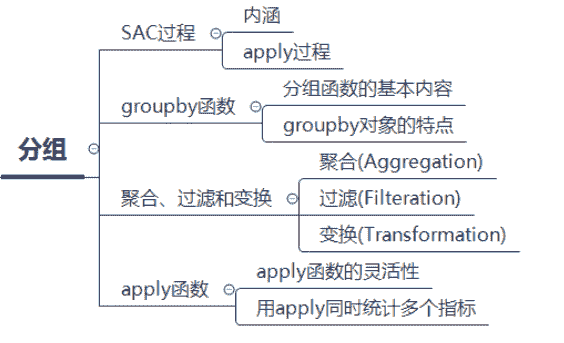 分组
SAC过程
内涵
apply过程
groupby函数
分组函数的基本内容
groupby对象的特点
聚合、过滤和变换
聚合(Aggregation)
过滤(Filteration)
变换(Transformation)
apply函数
apply函数的灵活性
用apply同时统计多个指标